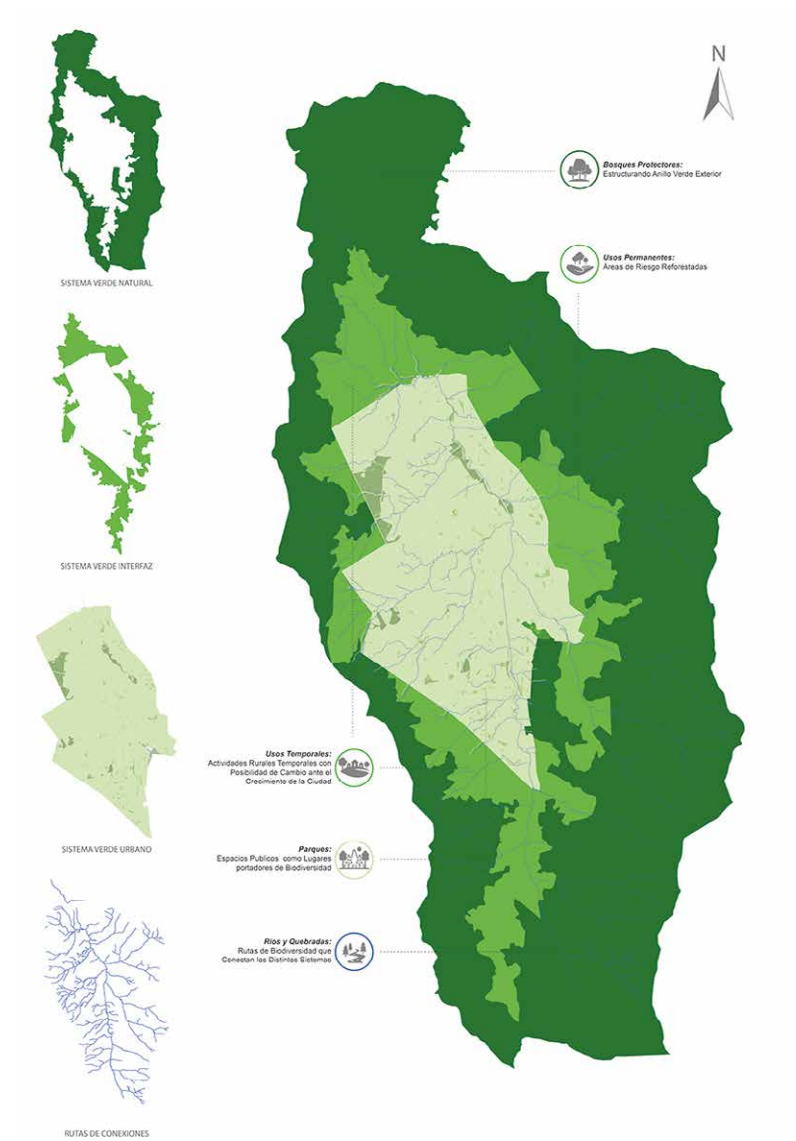 N
Bosques Protectores:
Estructurando Anillo Verde Exterior
SISTEMA VERDE NATURAL
Usos Permanentes:
Áreas de Riesgo Reforestadas
SISTEMA VERDE INTERFAZ
Usos Temporales:
Actividades Rurales Temporales con
Posibilidad de Cambio ante el
Crecimiento de la Ciudad
SISTEMA VERDE URBANO
Parques:
Espacios Publicos como Lugares
portadores de Biodiversidad
Ríos y Quebradas:
Rutas de Biodiversidad que
Conectan los Distintos Sistemas
RUTAS DE CONEXIONES